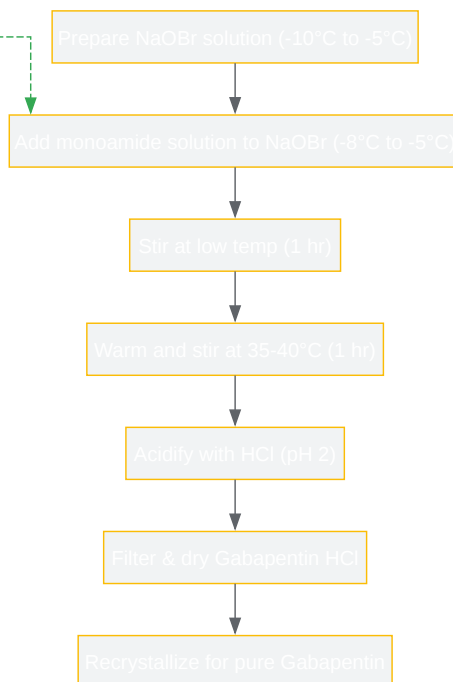 Prepare NaOBr solution (-10°C to -5°C)
Add monoamide solution to NaOBr (-8°C to -5°C)
Stir at low temp (1 hr)
Warm and stir at 35-40°C (1 hr)
Acidify with HCl (pH 2)
Filter & dry Gabapentin HCl
Recrystallize for pure Gabapentin